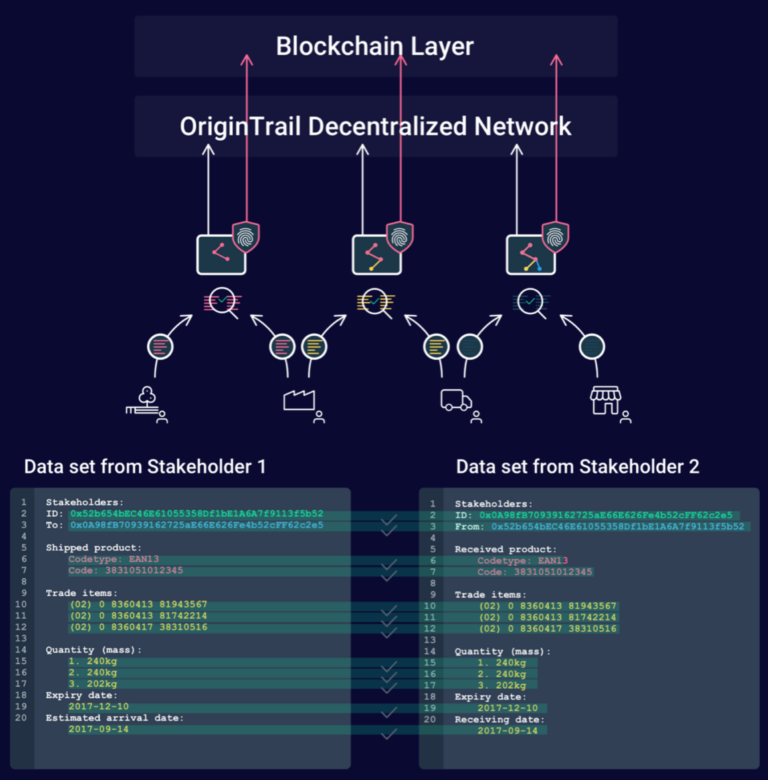 Blockchain Layer
OriginTrail Decentralized Network
Data set from Stakeholder 1
1 Stakeholders:
2 ID: 0x52b654bEC46E61055358Df1bE1A6A7f9113f5b52
3 To: 0x0A98fB70939162725aE66E626Fe4b52cFF62c2e5
4
5 Shipped product:
6 Codetype: EAN13
7 Code: 3831051012345
8
9 Trade items:
10 (02) 0 8360413 81943567
11 (02) 0 8360413 81742214
12 (02) 0 8360417 38310516
13
14 Quantity (mass):
15 1. 240kg
16 2. 240kg
17 3. 202kg
18 Expiry date:
19 2017-12-10
20 Estimated arrival date:
2017-09-14
Data set from Stakeholder 2
1 Stakeholders:
2 ID: 0x0A98fB70939162725aE66E626Fe4b52cFF62c2e5
3 From: 0x52b654bEC46E61055358Df1bE1A6A7f9113f5b52
4
5 Received product:
6 Codetype: EAN13
7 Code: 3831051012345
8
9 Trade items:
10 (02) 0 8360413 81943567
11 (02) 0 8360413 81742214
12 (02) 0 8360417 38310516
13
14 Quantity (mass):
15 1. 240kg
16 2. 240kg
17 3. 202kg
18 Expiry date:
19 2017-12-10
20 Receiving date:
2017-09-14